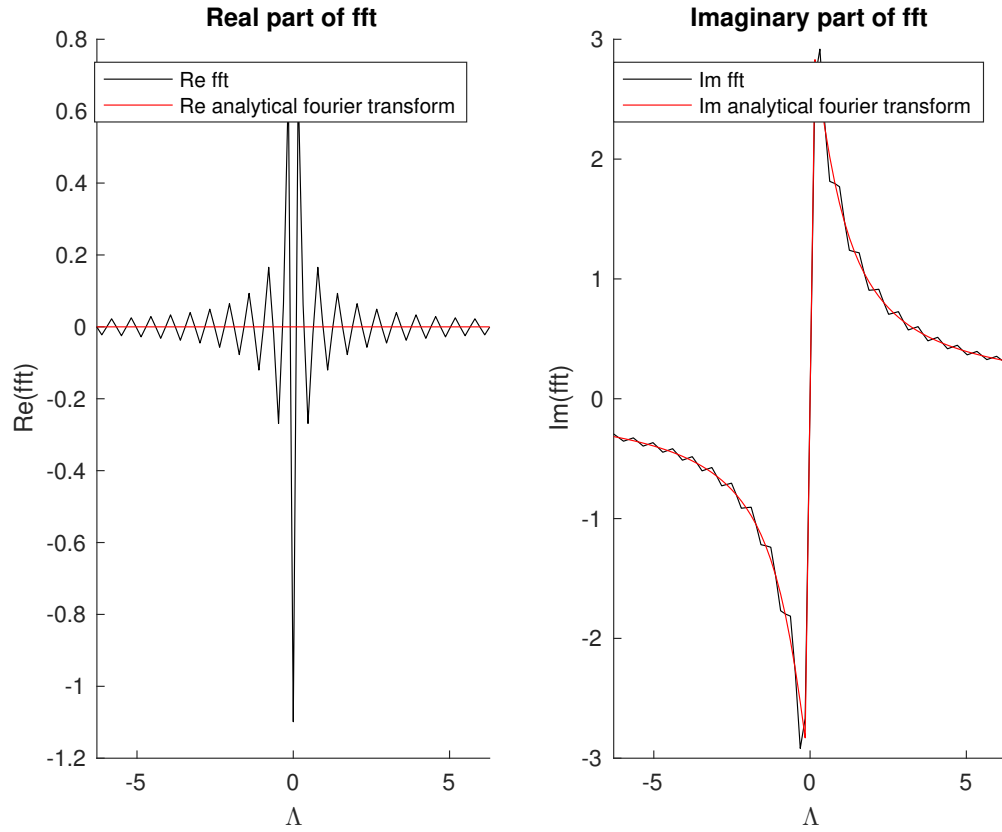 Real part of fft
Re fft
Re analytical fourier transform
0.8
0.6
0.4
0.2
0
-0.2
-0.4
-0.6
-0.8
-1
-1.2
Re(fft)
-5
0
5
Λ
Imaginary part of fft
Im fft
Im analytical fourier transform
3
2
1
0
-1
-2
-3
Im(fft)
-5
0
5
Λ